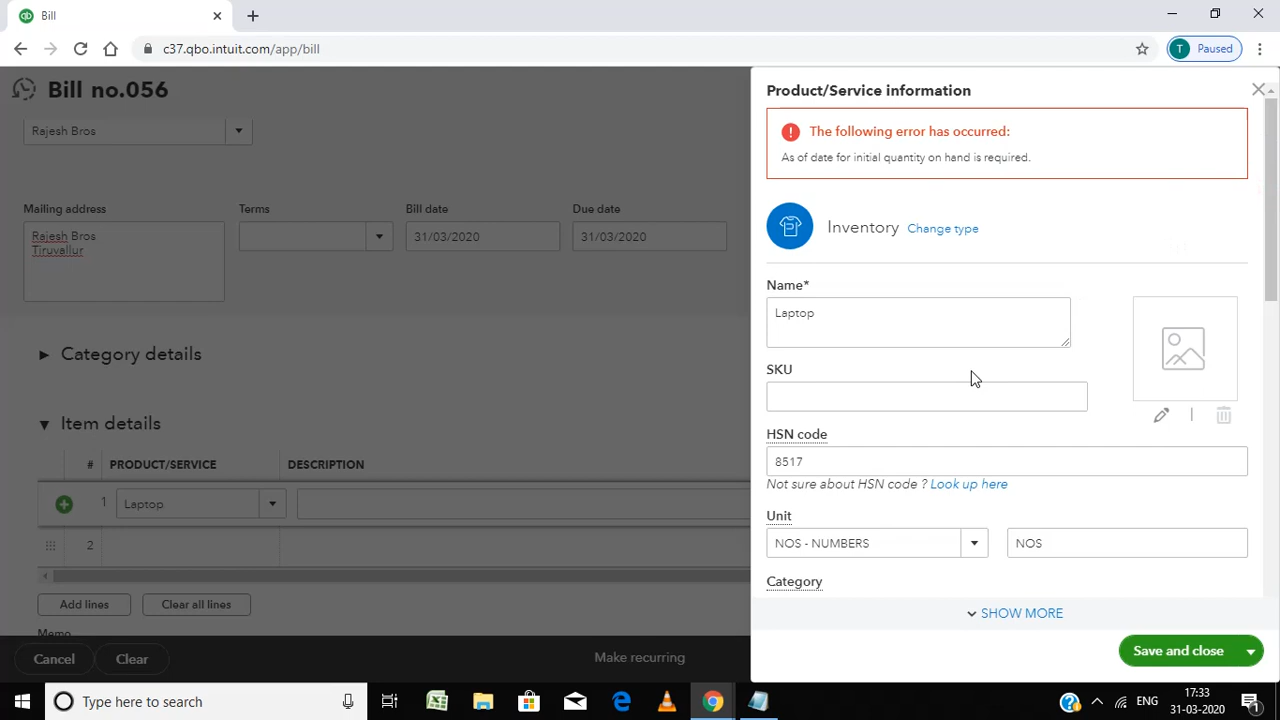 Bill
c37.qbo.intuit.com/app/bill
T Paused
Bill no.056
Rajesh Bros
Mailing address
Terms
Bill date
Due date
Rajesh Bros
Tiruvallur
31/03/2020
31/03/2020
Category details
Item details
# PRODUCT/SERVICE DESCRIPTION
1 Laptop
2
Add lines
Clear all lines
Memo
Cancel
Clear
Make recurring
Product/Service information
The following error has occurred:
As of date for initial quantity on hand is required.
Inventory Change type
Name*
Laptop
SKU
HSN code
8517
Not sure about HSN code ? Look up here
Unit
NOS - NUMBERS
NOS
Category
SHOW MORE
Save and close
Type here to search
ENG
17:33
31-03-2020
1